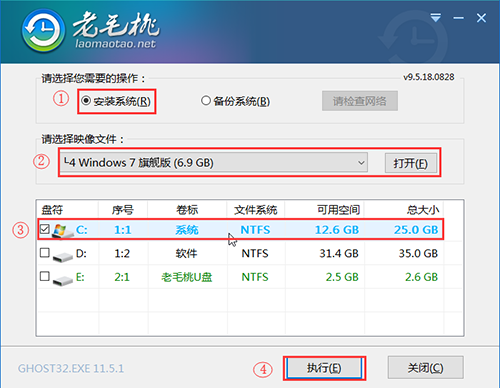 老毛桃
laomaotao.net
请选择您需要的操作： v9.5.18.0828
① 安装系统(R) 备份系统(B) 请检查网络
请选择映像文件：
② └4 Windows 7 旗舰版 (6.9 GB) 打开(F)
盘符 序号 卷标 文件系统 可用空间 总大小
③ C: 1:1 系统 NTFS 12.6 GB 25.0 GB
D: 1:2 软件 NTFS 31.4 GB 35.0 GB
E: 2:1 老毛桃U盘 NTFS 2.5 GB 2.6 GB
GHOST32.EXE 11.5.1 ④ 执行(E) 关闭(C)